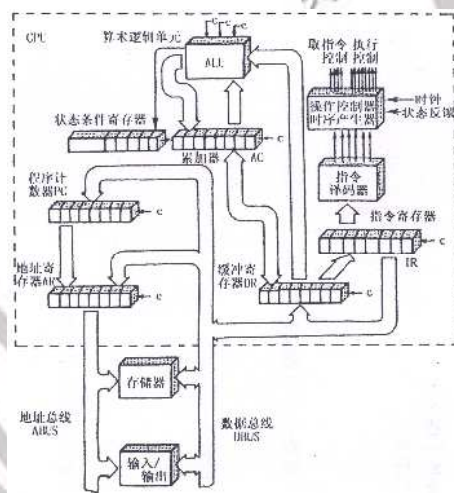 CPU
算术逻辑单元
c
c
c
ALU
取指令 执行
控制 控制
操作控制器
时序产生器
时钟
状态反馈
状态条件寄存器
累加器 AC
c
指令
译码器
程序计
数器PC
c
指令寄存器
c
IR
地址寄
存器AR
c
缓冲寄
存器DR
c
存储器
地址总线
ABUS
数据总线
DBUS
输入/
输出